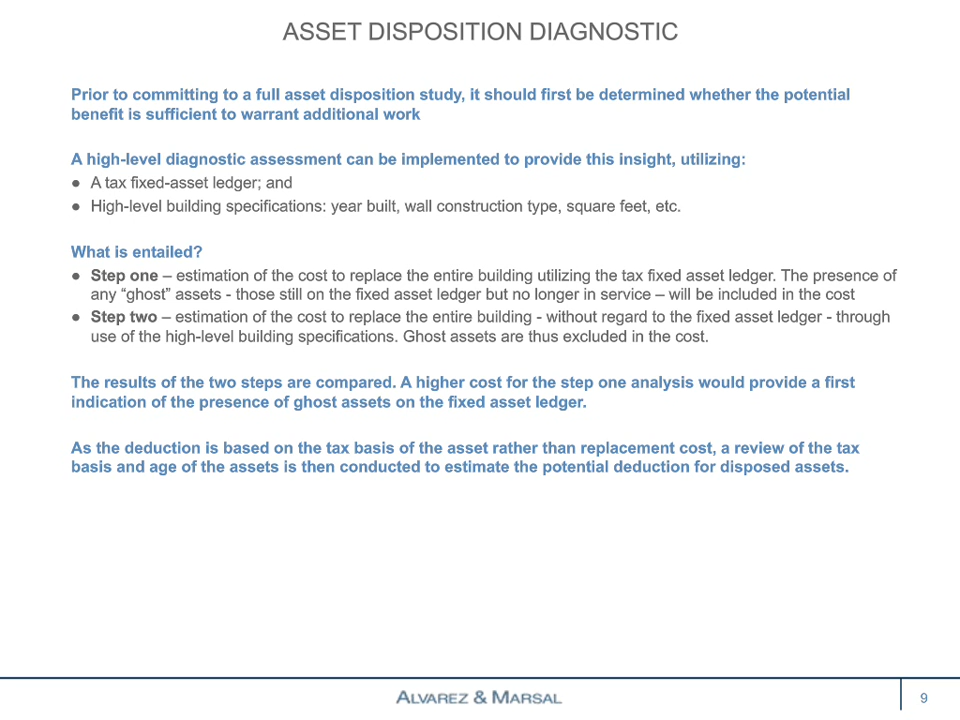 ASSET DISPOSITION DIAGNOSTIC
Prior to committing to a full asset disposition study, it should first be determined whether the potential
benefit is sufficient to warrant additional work
A high-level diagnostic assessment can be implemented to provide this insight, utilizing:
● A tax fixed-asset ledger; and
● High-level building specifications: year built, wall construction type, square feet, etc.
What is entailed?
● Step one – estimation of the cost to replace the entire building utilizing the tax fixed asset ledger. The presence of
any “ghost” assets - those still on the fixed asset ledger but no longer in service – will be included in the cost
● Step two – estimation of the cost to replace the entire building - without regard to the fixed asset ledger - through
use of the high-level building specifications. Ghost assets are thus excluded in the cost.
The results of the two steps are compared. A higher cost for the step one analysis would provide a first
indication of the presence of ghost assets on the fixed asset ledger.
As the deduction is based on the tax basis of the asset rather than replacement cost, a review of the tax
basis and age of the assets is then conducted to estimate the potential deduction for disposed assets.
ALVAREZ & MARSAL
9